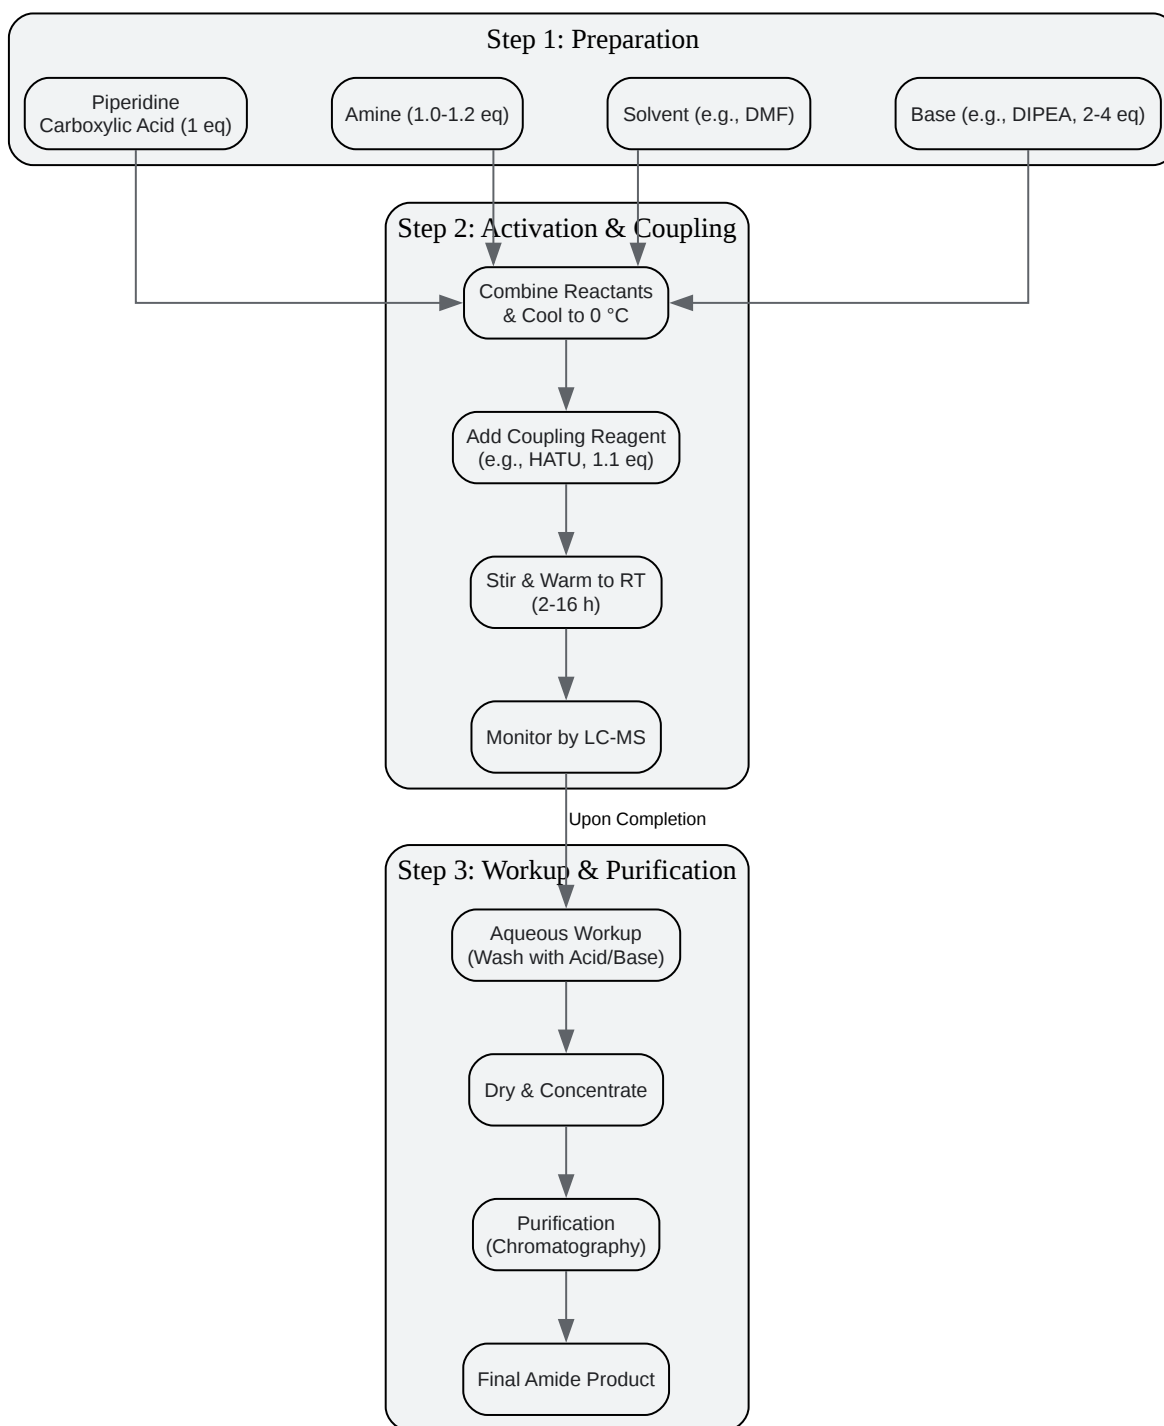 Step 1: Preparation
Piperidine
Carboxylic Acid (1 eq)
Amine (1.0-1.2 eq)
Solvent (e.g., DMF)
Base (e.g., DIPEA, 2-4 eq)
Step 2: Activation & Coupling
Combine Reactants
& Cool to 0 °C
Add Coupling Reagent
(e.g., HATU, 1.1 eq)
Stir & Warm to RT
(2-16 h)
Monitor by LC-MS
Upon Completion
Step 3: Workup & Purification
Aqueous Workup
(Wash with Acid/Base)
Dry & Concentrate
Purification
(Chromatography)
Final Amide Product